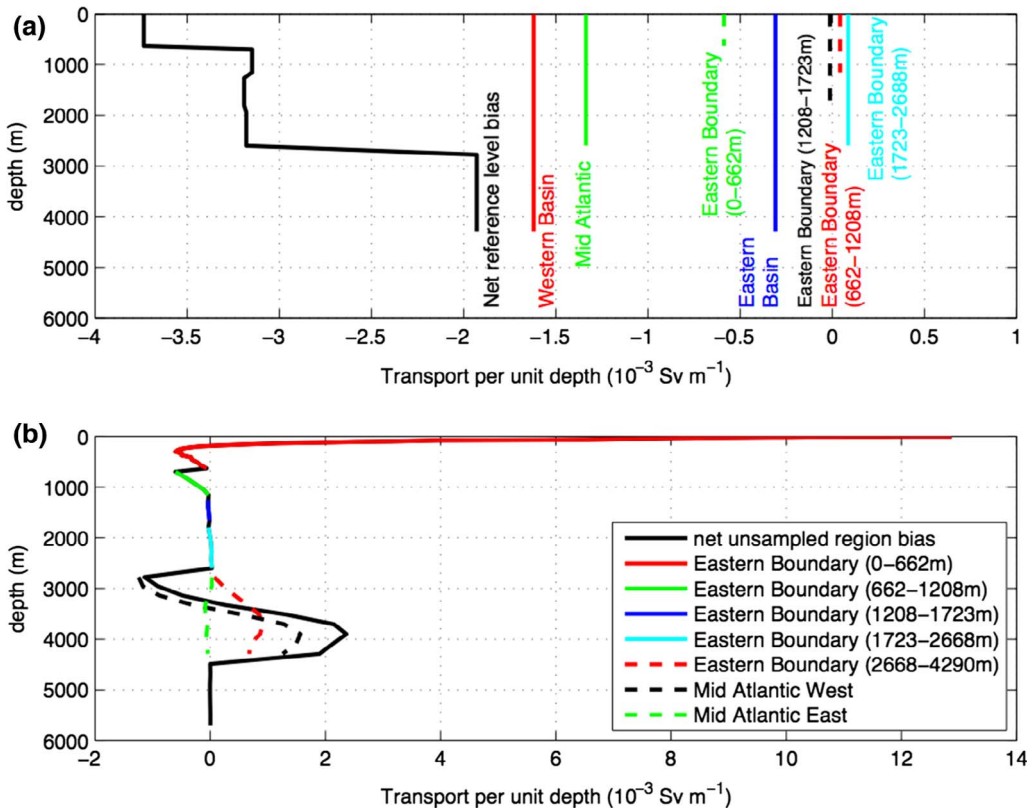 (a)
0
1000
2000
3000
4000
5000
6000
depth (m)
Net reference level bias
Western Basin
Mid Atlantic
Eastern Boundary
(0−662m)
Eastern
Basin
Eastern Boundary (1208−1723m)
Eastern Boundary
(662−1208m)
Eastern Boundary
(1723−2688m)
−4 −3.5 −3 −2.5 −2 −1.5 −1 −0.5 0 0.5 1
Transport per unit depth (10⁻³ Sv m⁻¹)
(b)
0
1000
2000
3000
4000
5000
6000
depth (m)
net unsampled region bias
Eastern Boundary (0−662m)
Eastern Boundary (662−1208m)
Eastern Boundary (1208−1723m)
Eastern Boundary (1723−2668m)
Eastern Boundary (2668−4290m)
Mid Atlantic West
Mid Atlantic East
−2 0 2 4 6 8 10 12 14
Transport per unit depth (10⁻³ Sv m⁻¹)